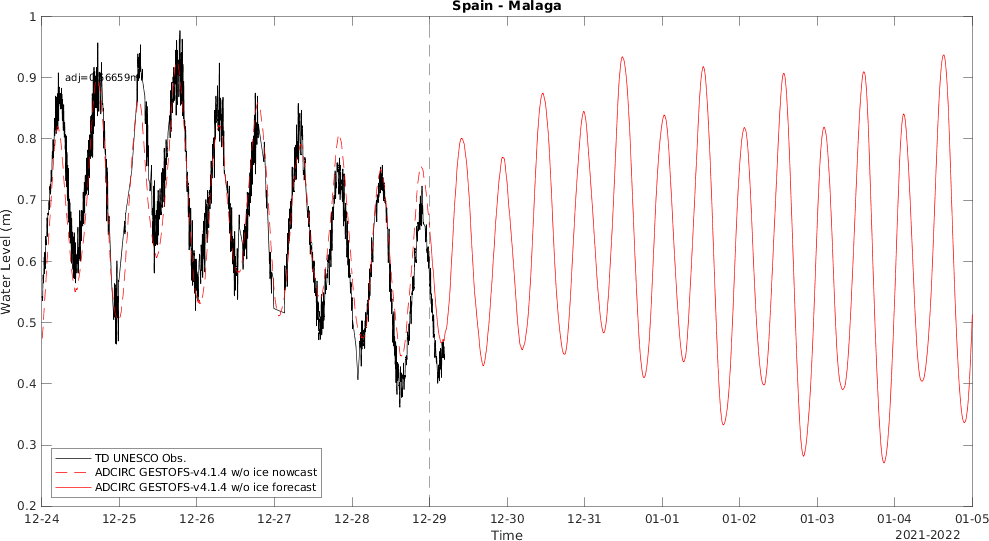 Spain - Malaga
1
0.9
0.8
0.7
0.6
0.5
0.4
0.3
0.2
Water Level (m)
TD UNESCO Obs.
ADCIRC GESTOFS-v4.1.4 w/o ice nowcast
ADCIRC GESTOFS-v4.1.4 w/o ice forecast
12-24 12-25 12-26 12-27 12-28 12-29 12-30 12-31 01-01 01-02 01-03 01-04 01-05
Time
2021-2022